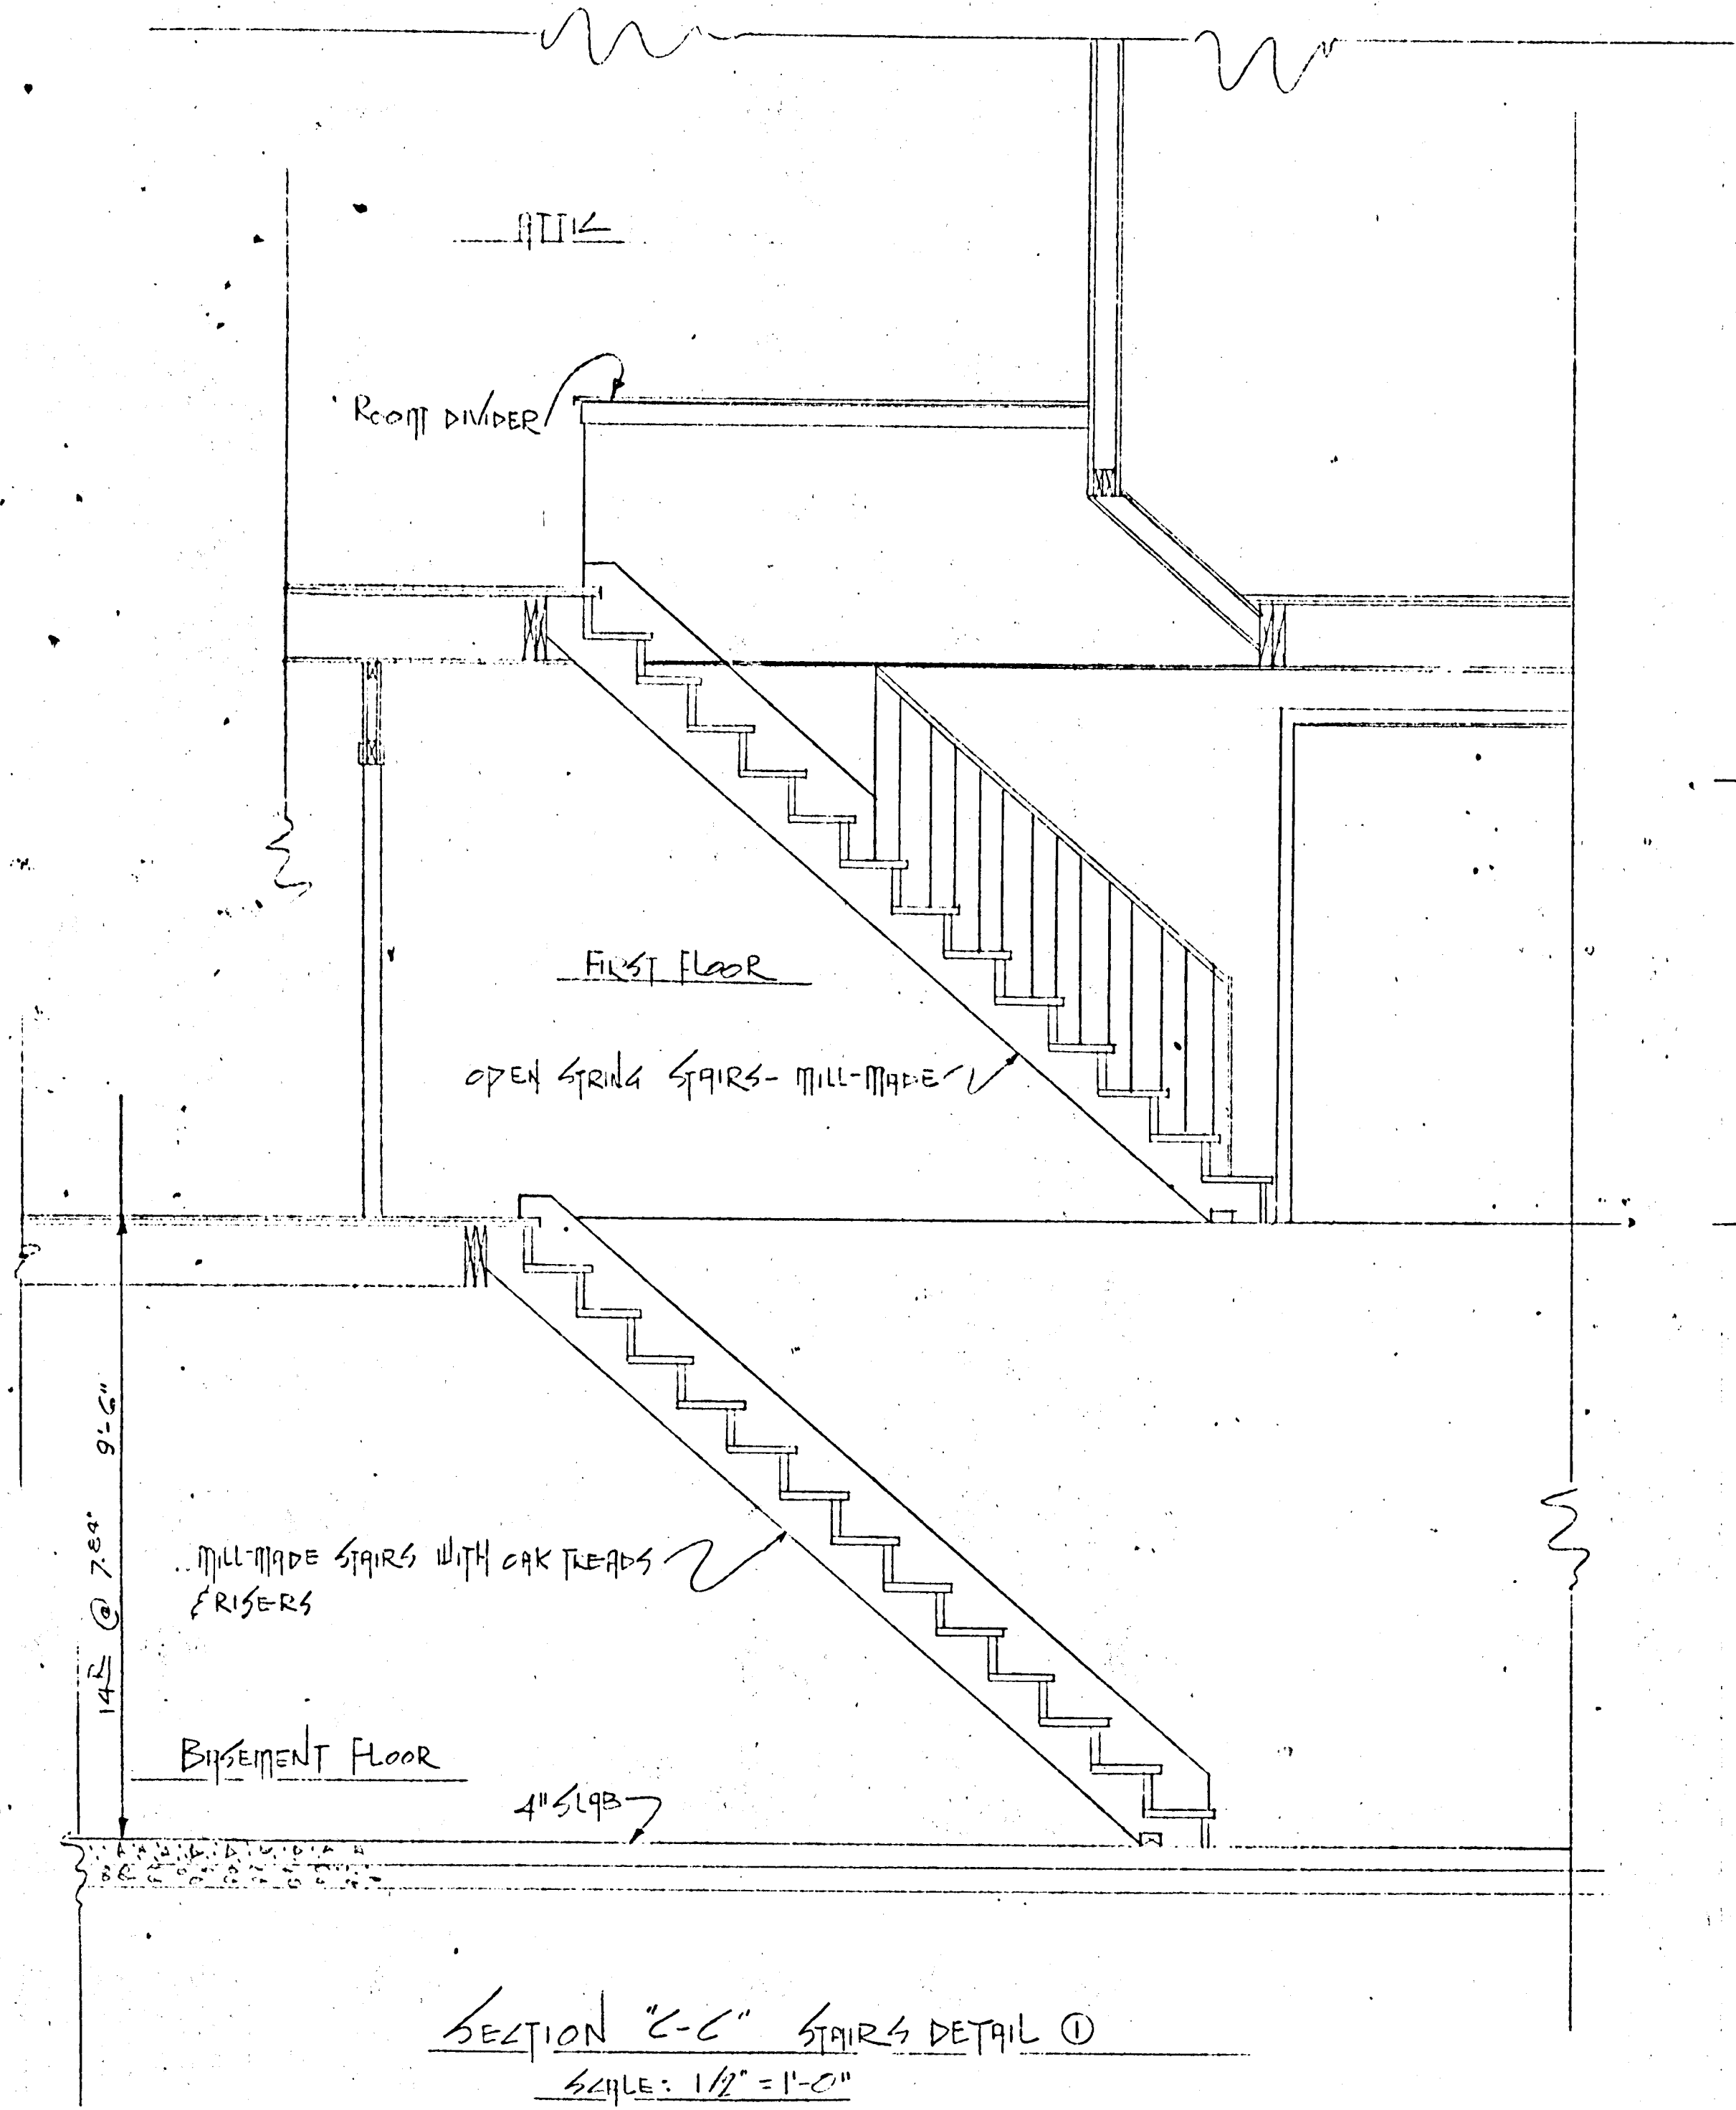 ATTIC
ROOM DIVIDER
FIRST FLOOR
OPEN STRING STAIRS- MILL-MADE
9'-6"
14 R @ 7.84"
MILL-MADE STAIRS WITH OAK TREADS
& RISERS
BASEMENT FLOOR
4" SLAB
SECTION "C-C" STAIRS DETAIL ①
SCALE: 1/2" = 1'-0"